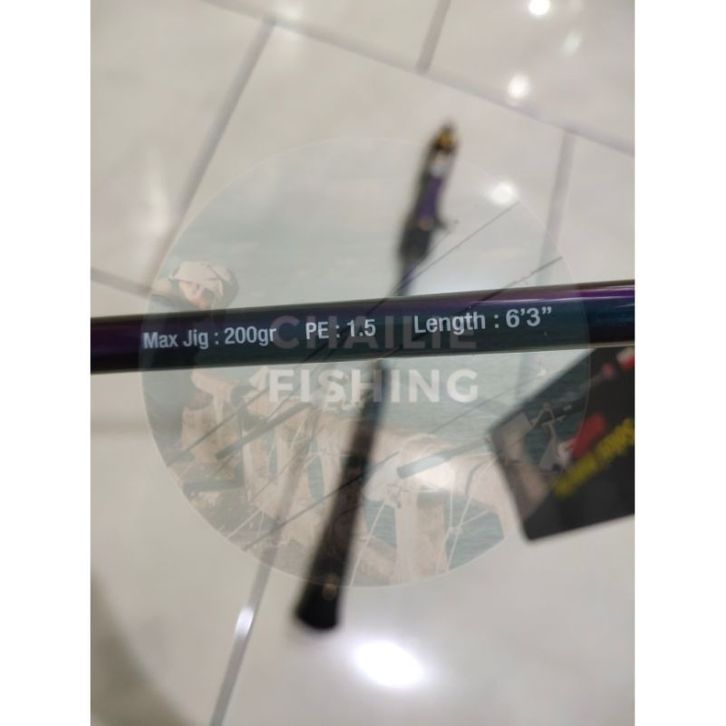 Max Jig : 200gr PE : 1.5 Length : 6'3”
CHAILIE
FISHING